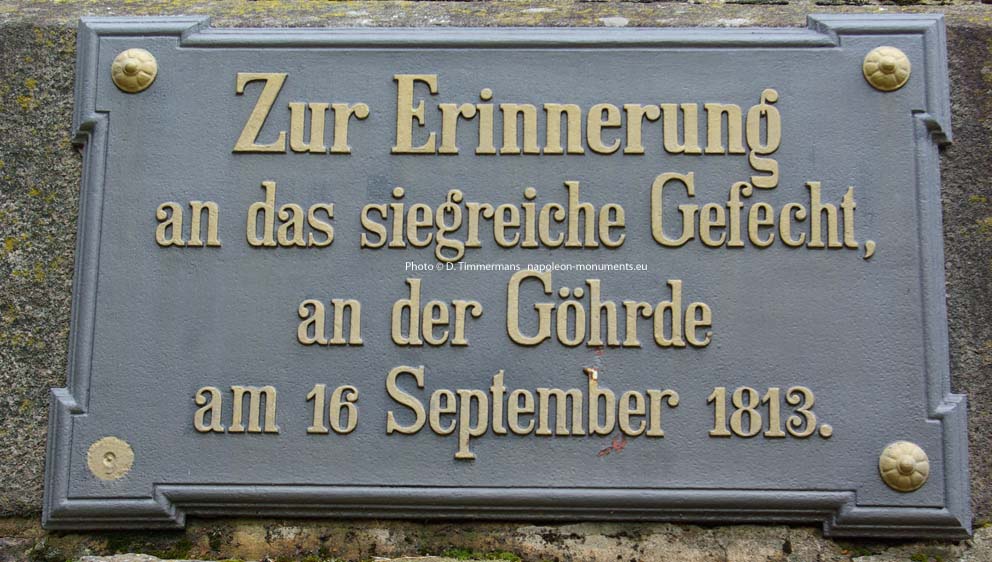 Zur Erinnerung
an das siegreiche Gefecht,
Photo © D. Timmermans napoleon-monuments.eu
an der Göhrde
am 16 September 1813.